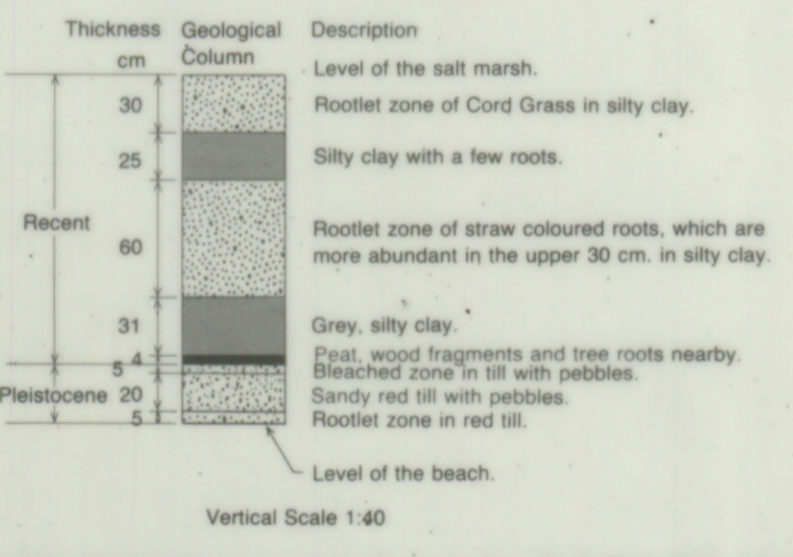 Thickness Geological Description
cm Column
Level of the salt marsh.
30 Rootlet zone of Cord Grass in silty clay.
25 Silty clay with a few roots.
Recent
60 Rootlet zone of straw coloured roots, which are
more abundant in the upper 30 cm. in silty clay.
31 Grey, silty clay.
4 Peat, wood fragments and tree roots nearby.
5 Bleached zone in till with pebbles.
Pleistocene 20 Sandy red till with pebbles.
5 Rootlet zone in red till.
Level of the beach.
Vertical Scale 1:40